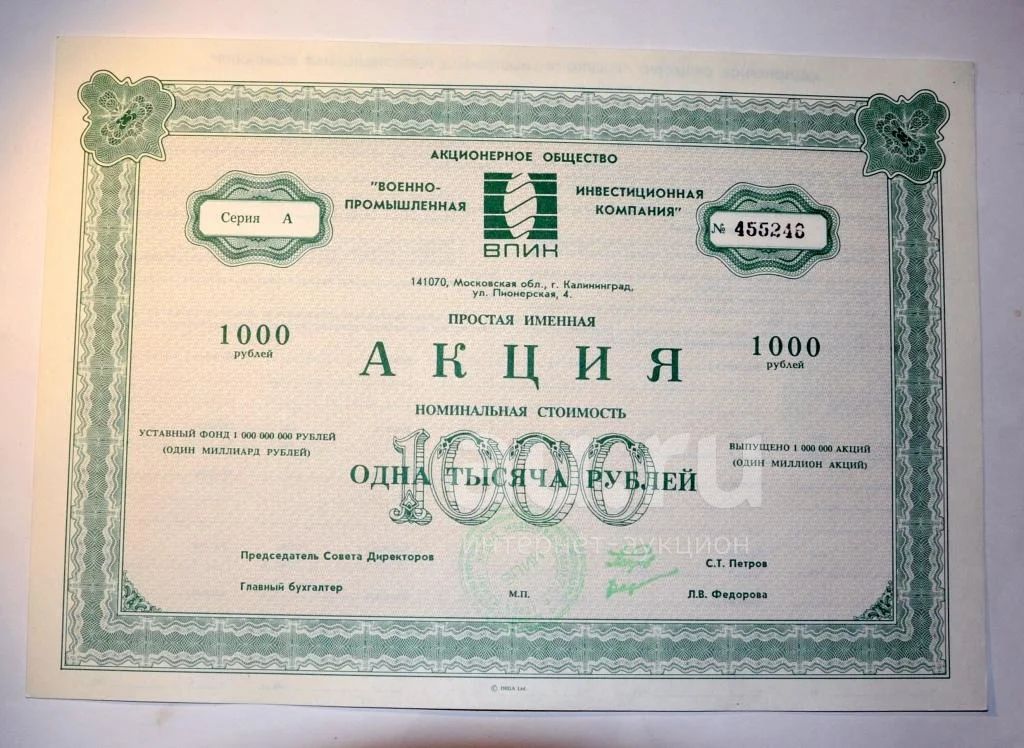 АКЦИОНЕРНОЕ ОБЩЕСТВО
"ВОЕННО-
ПРОМЫШЛЕННАЯ
ИНВЕСТИЦИОННАЯ
КОМПАНИЯ"
ВПИК
Серия А
№ 455246
141070, Московская обл., г. Калининград,
ул. Пионерская, 4.
ПРОСТАЯ ИМЕННАЯ
1000
рублей
АКЦИЯ
1000
рублей
НОМИНАЛЬНАЯ СТОИМОСТЬ
УСТАВНЫЙ ФОНД 1 000 000 000 РУБЛЕЙ
(ОДИН МИЛЛИАРД РУБЛЕЙ)
1000
ОДНА ТЫСЯЧА РУБЛЕЙ
ВЫПУЩЕНО 1 000 000 АКЦИЙ
(ОДИН МИЛЛИОН АКЦИЙ)
интернет-аукцион
Председатель Совета Директоров
С.Т. Петров
Главный бухгалтер
М.П.
Л.В. Федорова